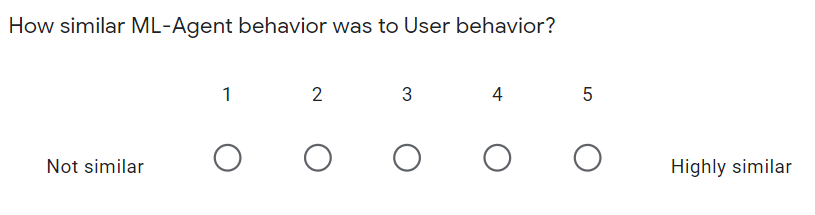 How similar ML-Agent behavior was to User behavior?
1 2 3 4 5
Not similar Highly similar